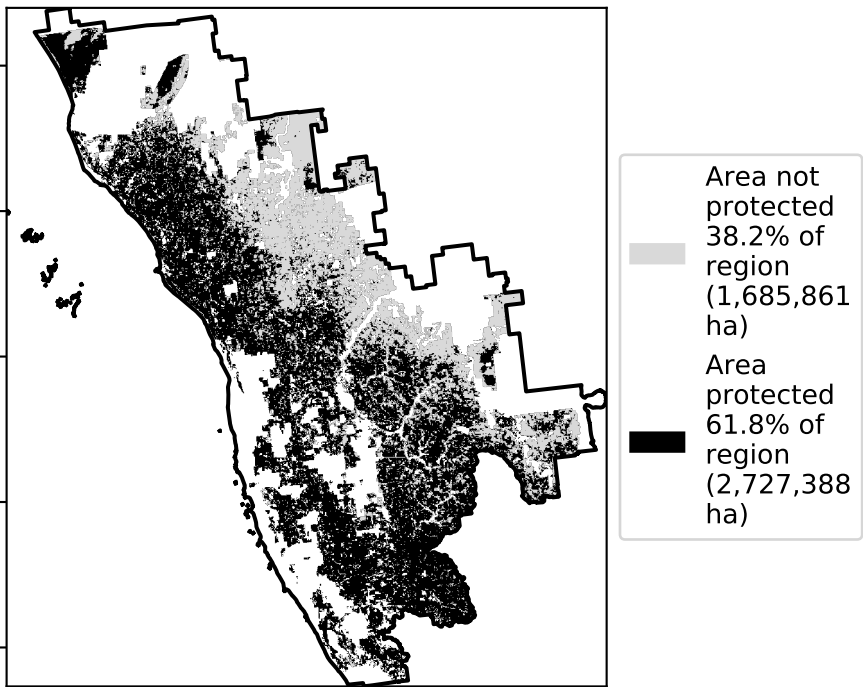 Area not
protected
38.2% of
region
(1,685,861
ha)
Area
protected
61.8% of
region
(2,727,388
ha)